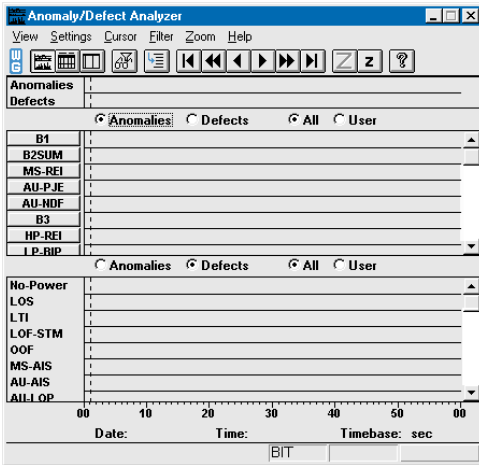 Anomaly/Defect Analyzer
View Settings Cursor Filter Zoom Help
W G Z z ?
Anomalies
Defects
Anomalies Defects All User
B1
B2SUM
MS-REI
AU-PJE
AU-NDF
B3
HP-REI
LP-BIP
Anomalies Defects All User
No-Power
LOS
LTI
LOF-STM
OOF
MS-AIS
AU-AIS
AU-LOP
00 10 20 30 40 50 00
Date: Time: Timebase: sec
BIT